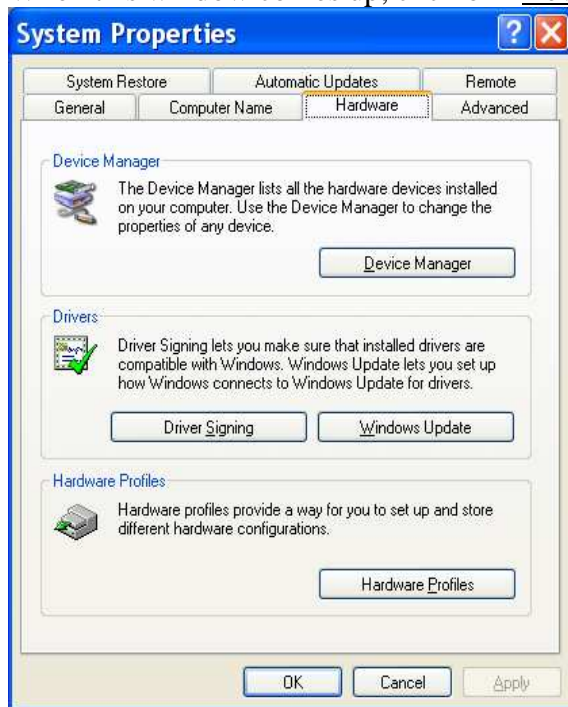 System Properties
System Restore
Automatic Updates
Remote
General
Computer Name
Hardware
Advanced
Device Manager
The Device Manager lists all the hardware devices installed
on your computer. Use the Device Manager to change the
properties of any device.
Device Manager
Drivers
Driver Signing lets you make sure that installed drivers are
compatible with Windows. Windows Update lets you set up
how Windows connects to Windows Update for drivers.
Driver Signing
Windows Update
Hardware Profiles
Hardware profiles provide a way for you to set up and store
different hardware configurations.
Hardware Profiles
OK
Cancel
Apply